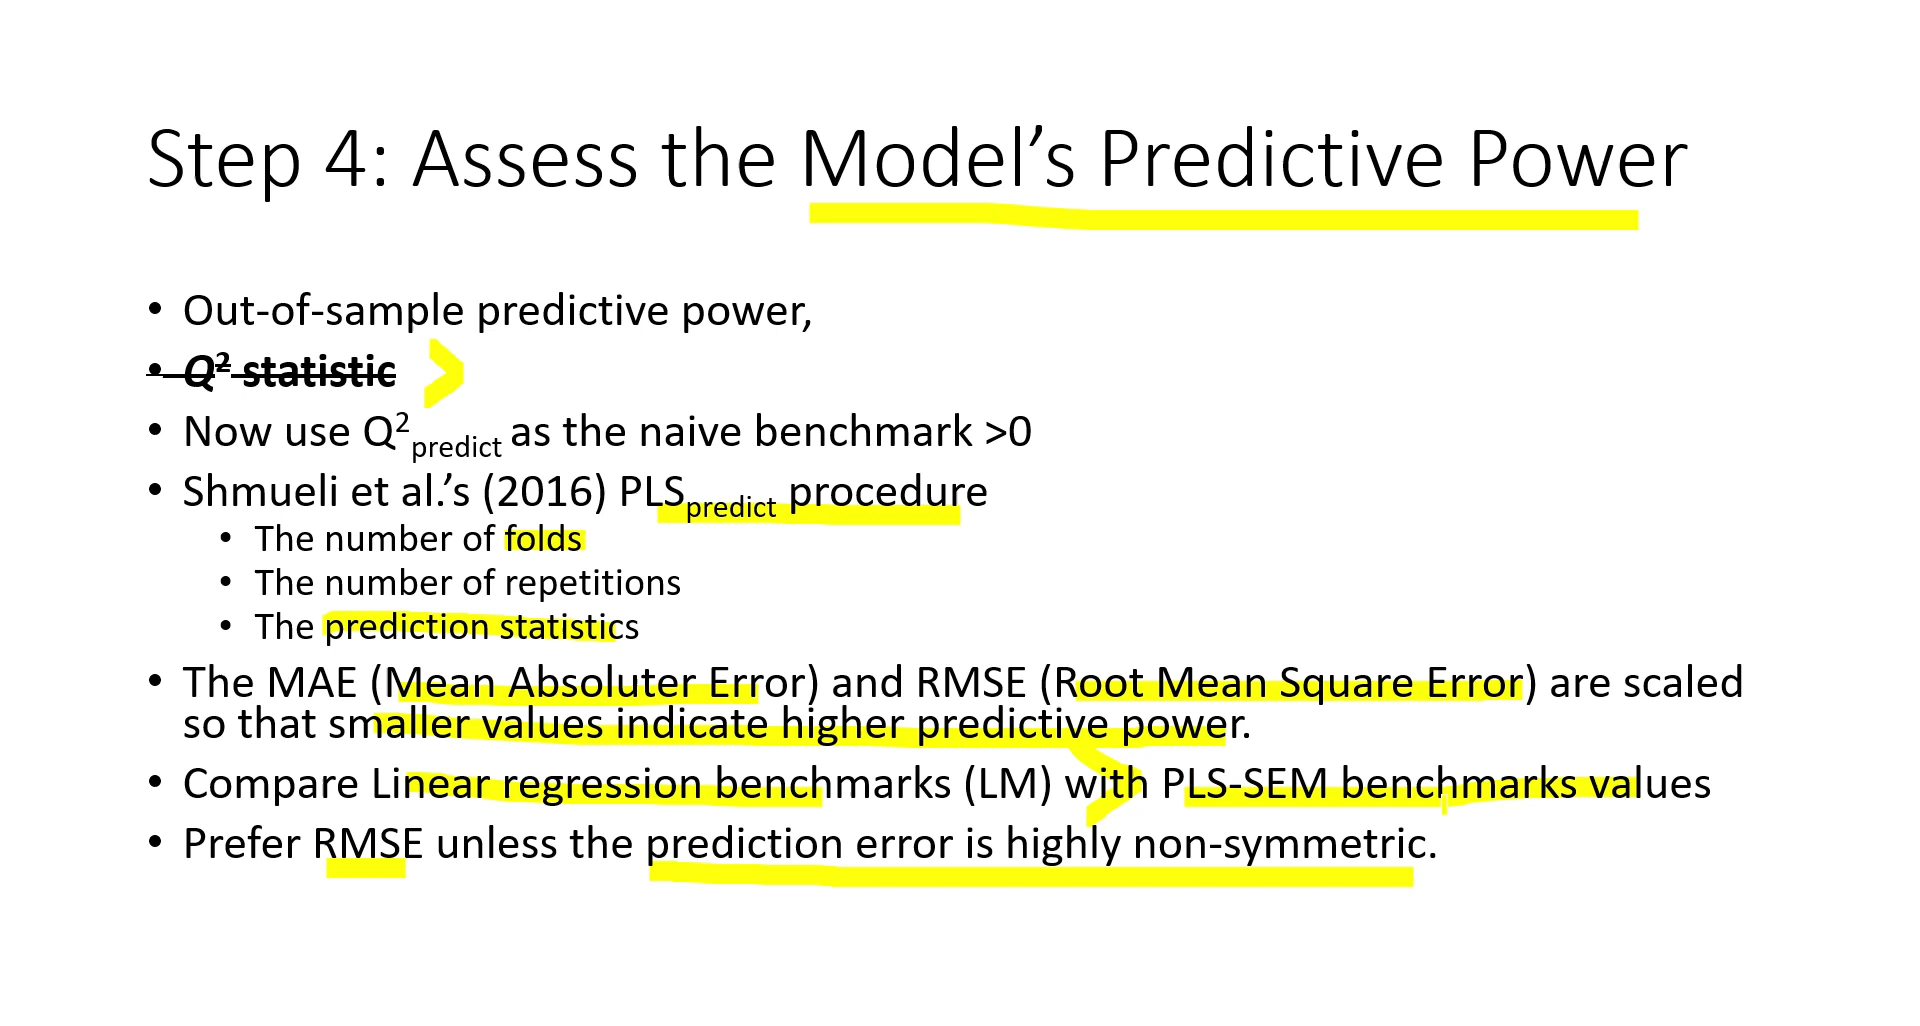 Step 4: Assess the Model’s Predictive Power
• Out-of-sample predictive power,
• Q² statistic
• Now use Q²predict as the naive benchmark >0
• Shmueli et al.’s (2016) PLSpredict procedure
• The number of folds
• The number of repetitions
• The prediction statistics
• The MAE (Mean Absoluter Error) and RMSE (Root Mean Square Error) are scaled
so that smaller values indicate higher predictive power.
• Compare Linear regression benchmarks (LM) with PLS-SEM benchmarks values
• Prefer RMSE unless the prediction error is highly non-symmetric.